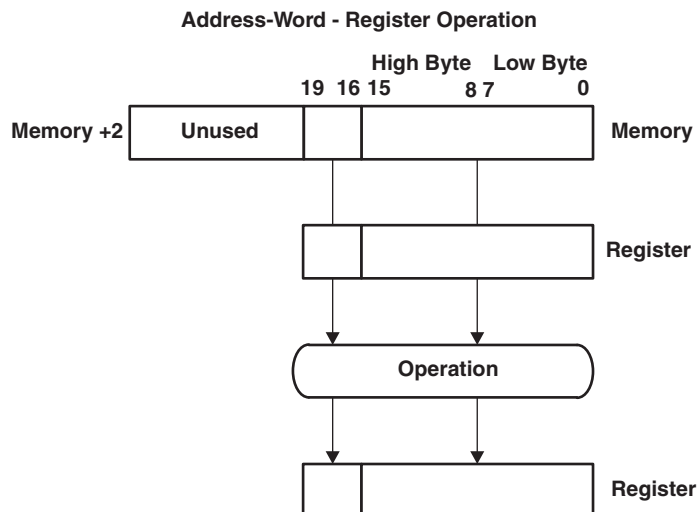 Address-Word - Register Operation
High Byte Low Byte
19 16 15 8 7 0
Memory +2 Unused Memory
Register
Operation
Register